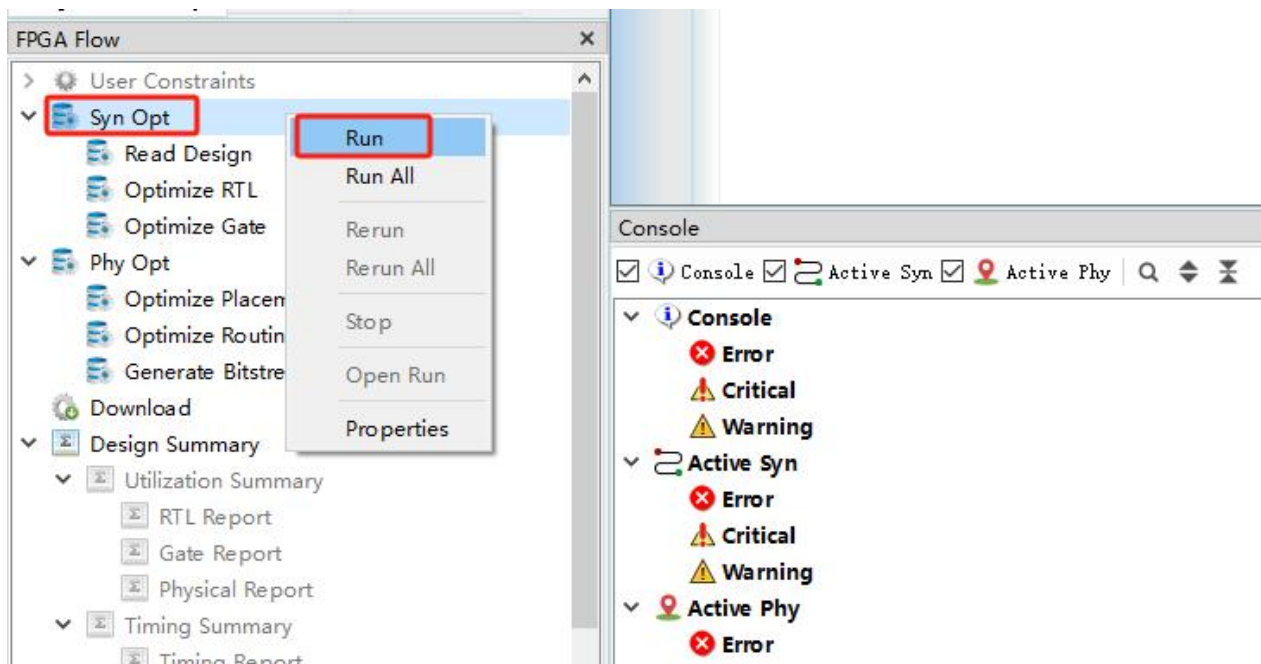 FPGA Flow
User Constraints
Syn Opt
Read Design
Optimize RTL
Optimize Gate
Phy Opt
Optimize Placem
Optimize Routin
Generate Bitstre
Download
Design Summary
Utilization Summary
RTL Report
Gate Report
Physical Report
Timing Summary
Timing Report
Run
Run All
Rerun
Rerun All
Stop
Open Run
Properties
Console
Console Active Syn Active Phy
Console
Error
Critical
Warning
Active Syn
Error
Critical
Warning
Active Phy
Error